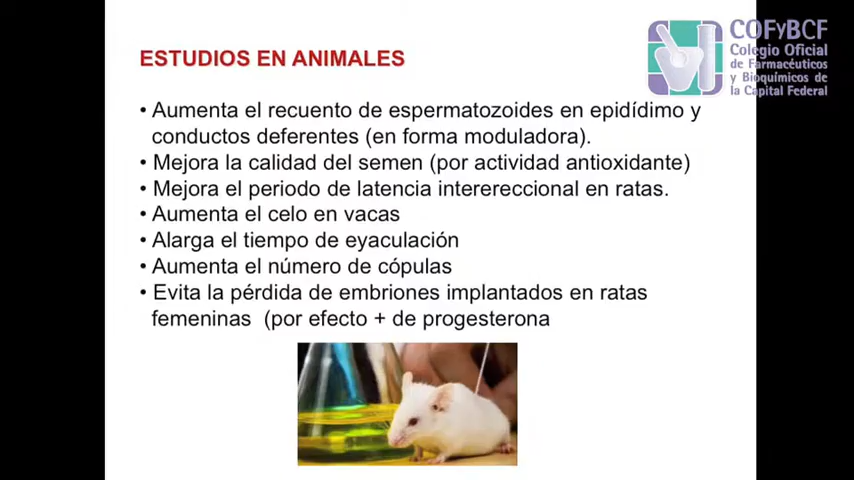 COFyBCF
Colegio Oficial
de Farmacéuticos
y Bioquímicos de
la Capital Federal
ESTUDIOS EN ANIMALES
• Aumenta el recuento de espermatozoides en epidídimo y
conductos deferentes (en forma moduladora).
• Mejora la calidad del semen (por actividad antioxidante)
• Mejora el periodo de latencia interereccional en ratas.
• Aumenta el celo en vacas
• Alarga el tiempo de eyaculación
• Aumenta el número de cópulas
• Evita la pérdida de embriones implantados en ratas
femeninas (por efecto + de progesterona